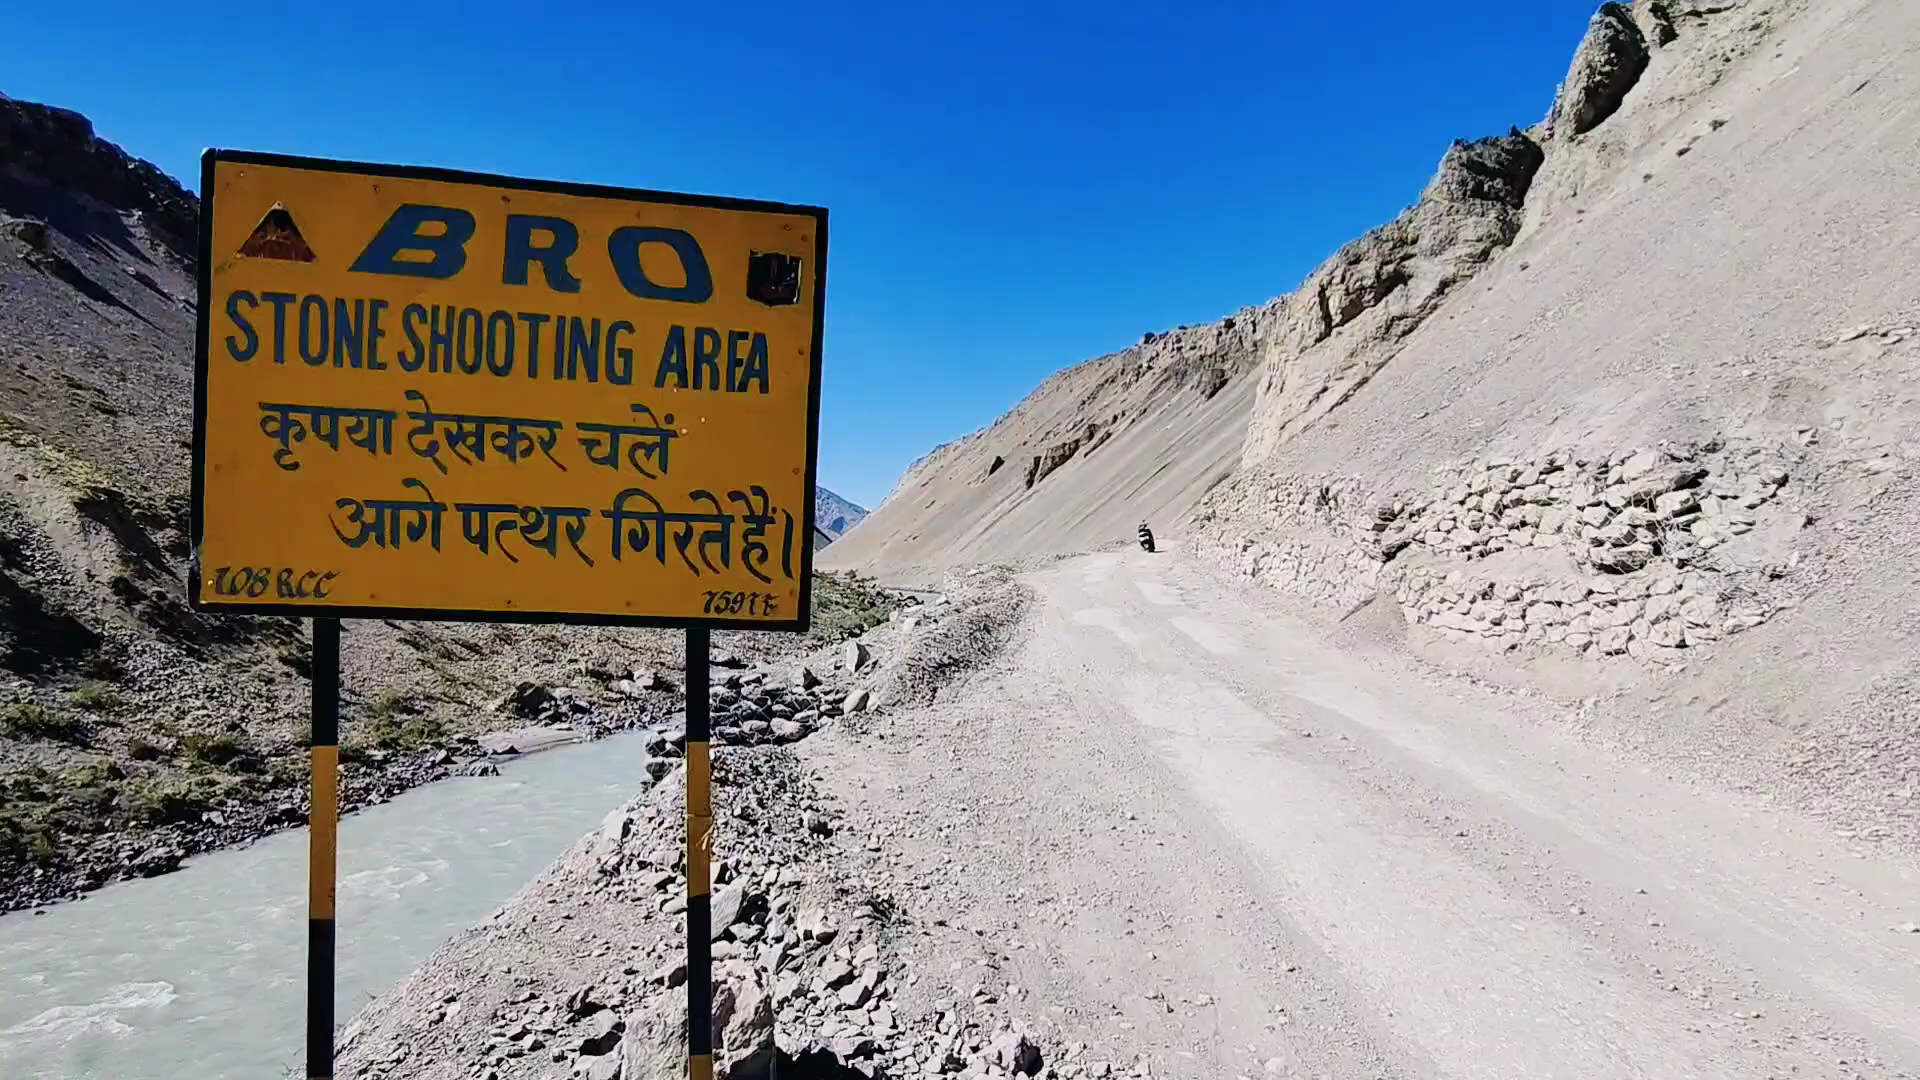 BRO
STONE SHOOTING AREA
कृपया देखकर चलें
आगे पत्थर गिरते हैं।
108 RCC
759 TF